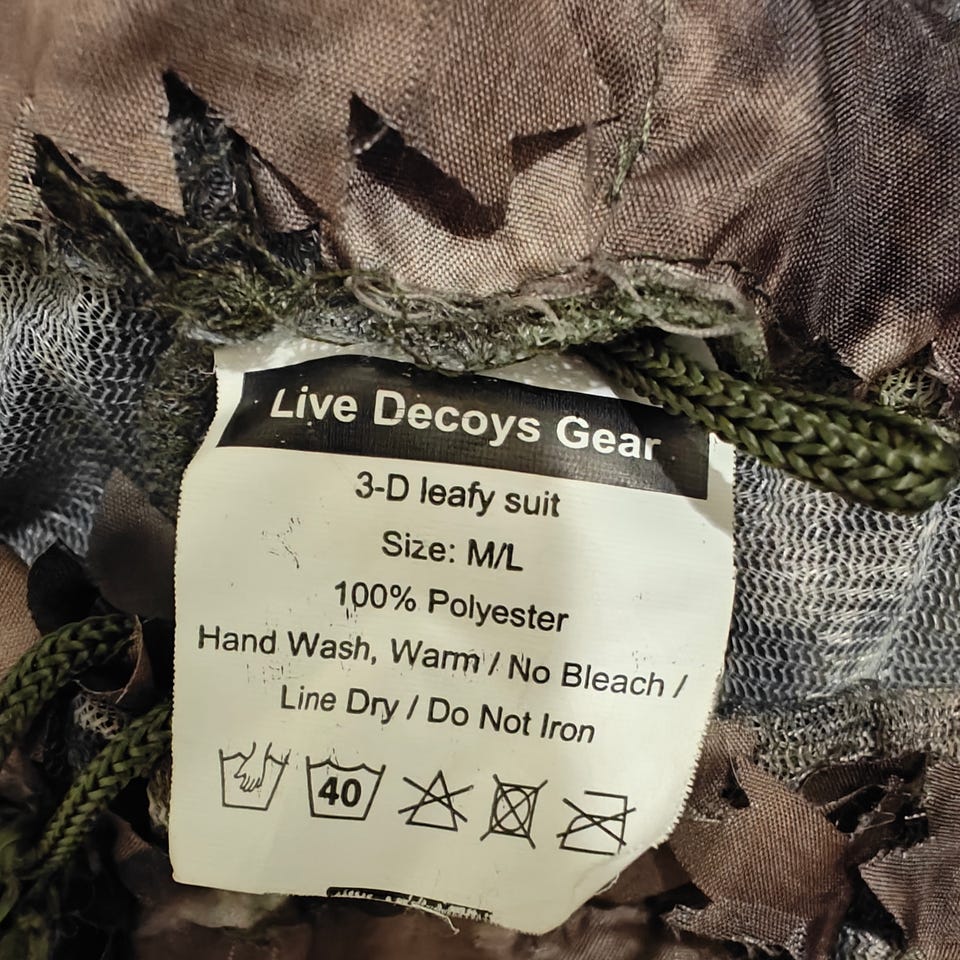 Live Decoys Gear
3-D leafy suit
Size: M/L
100% Polyester
Hand Wash, Warm / No Bleach /
Line Dry / Do Not Iron
40